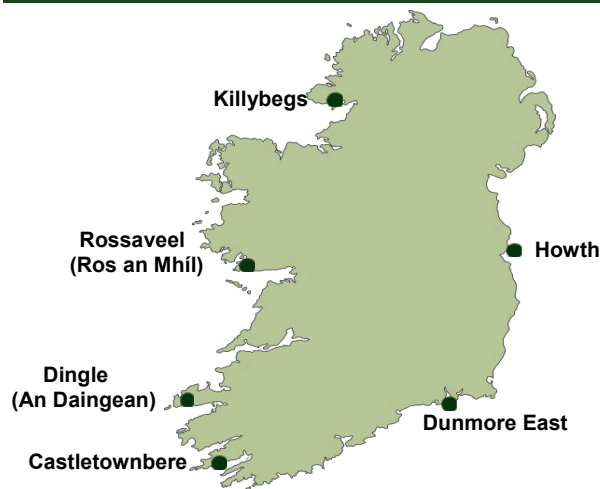 Killybegs
Rossaveel
(Ros an Mhíl)
Howth
Dingle
(An Daingean)
Dunmore East
Castletownbere